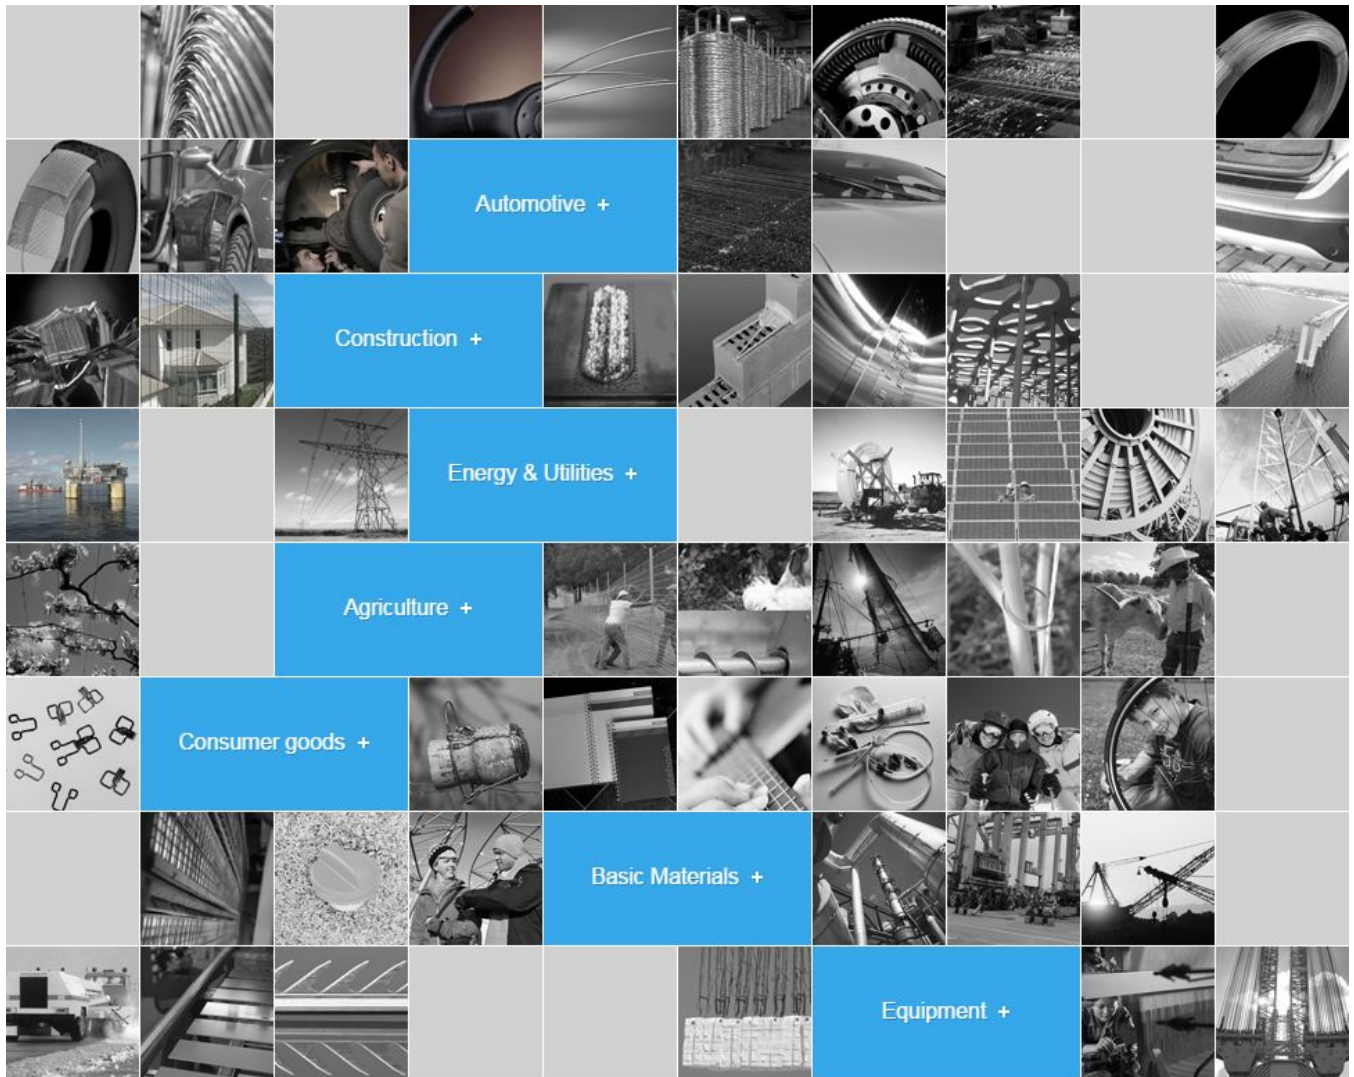 Automotive +
Construction +
Energy & Utilities +
Agriculture +
Consumer goods +
Basic Materials +
Equipment +